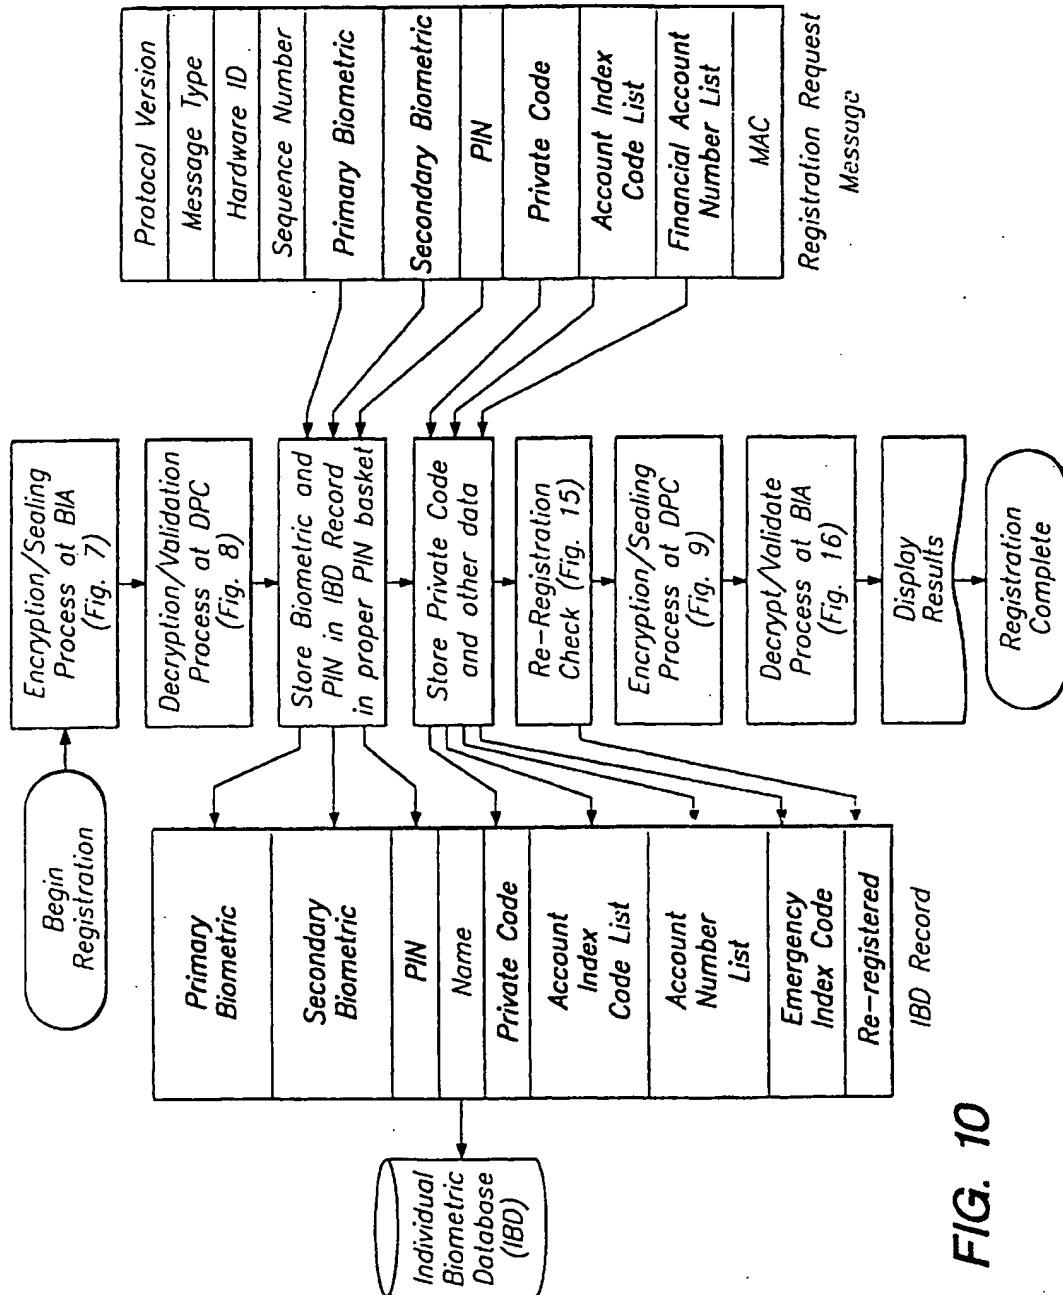 Begin
Registration
Encryption/Sealing
Process at BIA
(Fig. 7)
Decryption/Validation
Process at DPC
(Fig. 8)
Store Biometric and
PIN in IBD Record
in proper PIN basket
Store Private Code
and other data
Re-Registration
Check (Fig. 15)
Encryption/Sealing
Process at DPC
(Fig. 9)
Decrypt/Validate
Process at BIA
(Fig. 16)
Display
Results
Registration
Complete
Protocol Version
Message Type
Hardware ID
Sequence Number
Primary Biometric
Secondary Biometric
PIN
Private Code
Account Index
Code List
Financial Account
Number List
MAC
Registration Request
Message
Primary
Biometric
Secondary
Biometric
PIN
Name
Private Code
Account
Index
Code List
Account
Number
List
Emergency
Index Code
Re-registered
IBD Record
Individual
Biometric
Database
(IBD)
FIG. 10